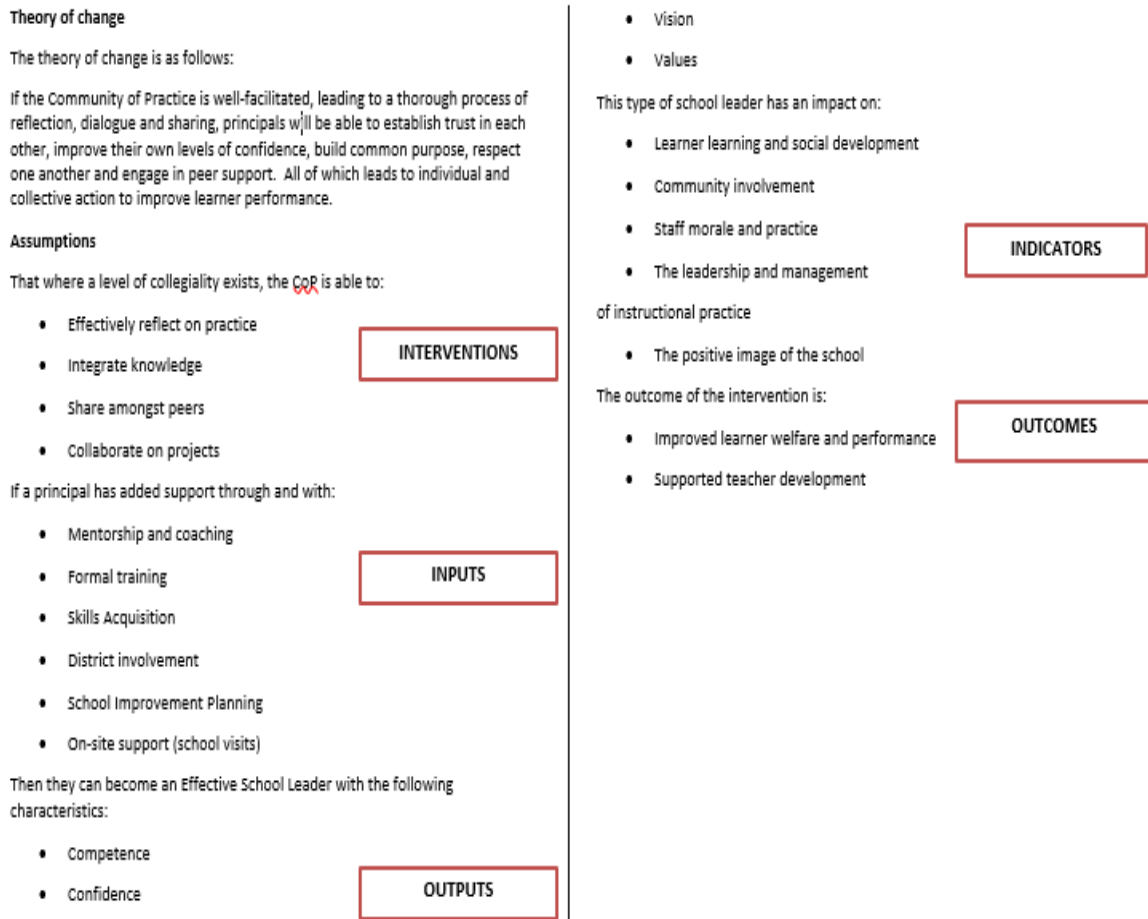 Theory of change
The theory of change is as follows:
If the Community of Practice is well-facilitated, leading to a thorough process of
reflection, dialogue and sharing, principals will be able to establish trust in each
other, improve their own levels of confidence, build common purpose, respect
one another and engage in peer support.  All of which leads to individual and
collective action to improve learner performance.
Assumptions
That where a level of collegiality exists, the CoP is able to:
• Effectively reflect on practice
INTERVENTIONS
• Integrate knowledge
• Share amongst peers
• Collaborate on projects
If a principal has added support through and with:
• Mentorship and coaching
• Formal training
INPUTS
• Skills Acquisition
• District involvement
• School Improvement Planning
• On-site support (school visits)
Then they can become an Effective School Leader with the following
characteristics:
• Competence
• Confidence
OUTPUTS
• Vision
• Values
This type of school leader has an impact on:
• Learner learning and social development
• Community involvement
• Staff morale and practice
INDICATORS
• The leadership and management
of instructional practice
• The positive image of the school
The outcome of the intervention is:
OUTCOMES
• Improved learner welfare and performance
• Supported teacher development